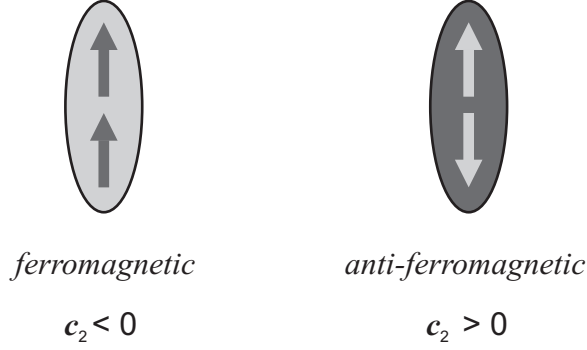 ferromagnetic
anti-ferromagnetic
c₂ < 0
c₂ > 0